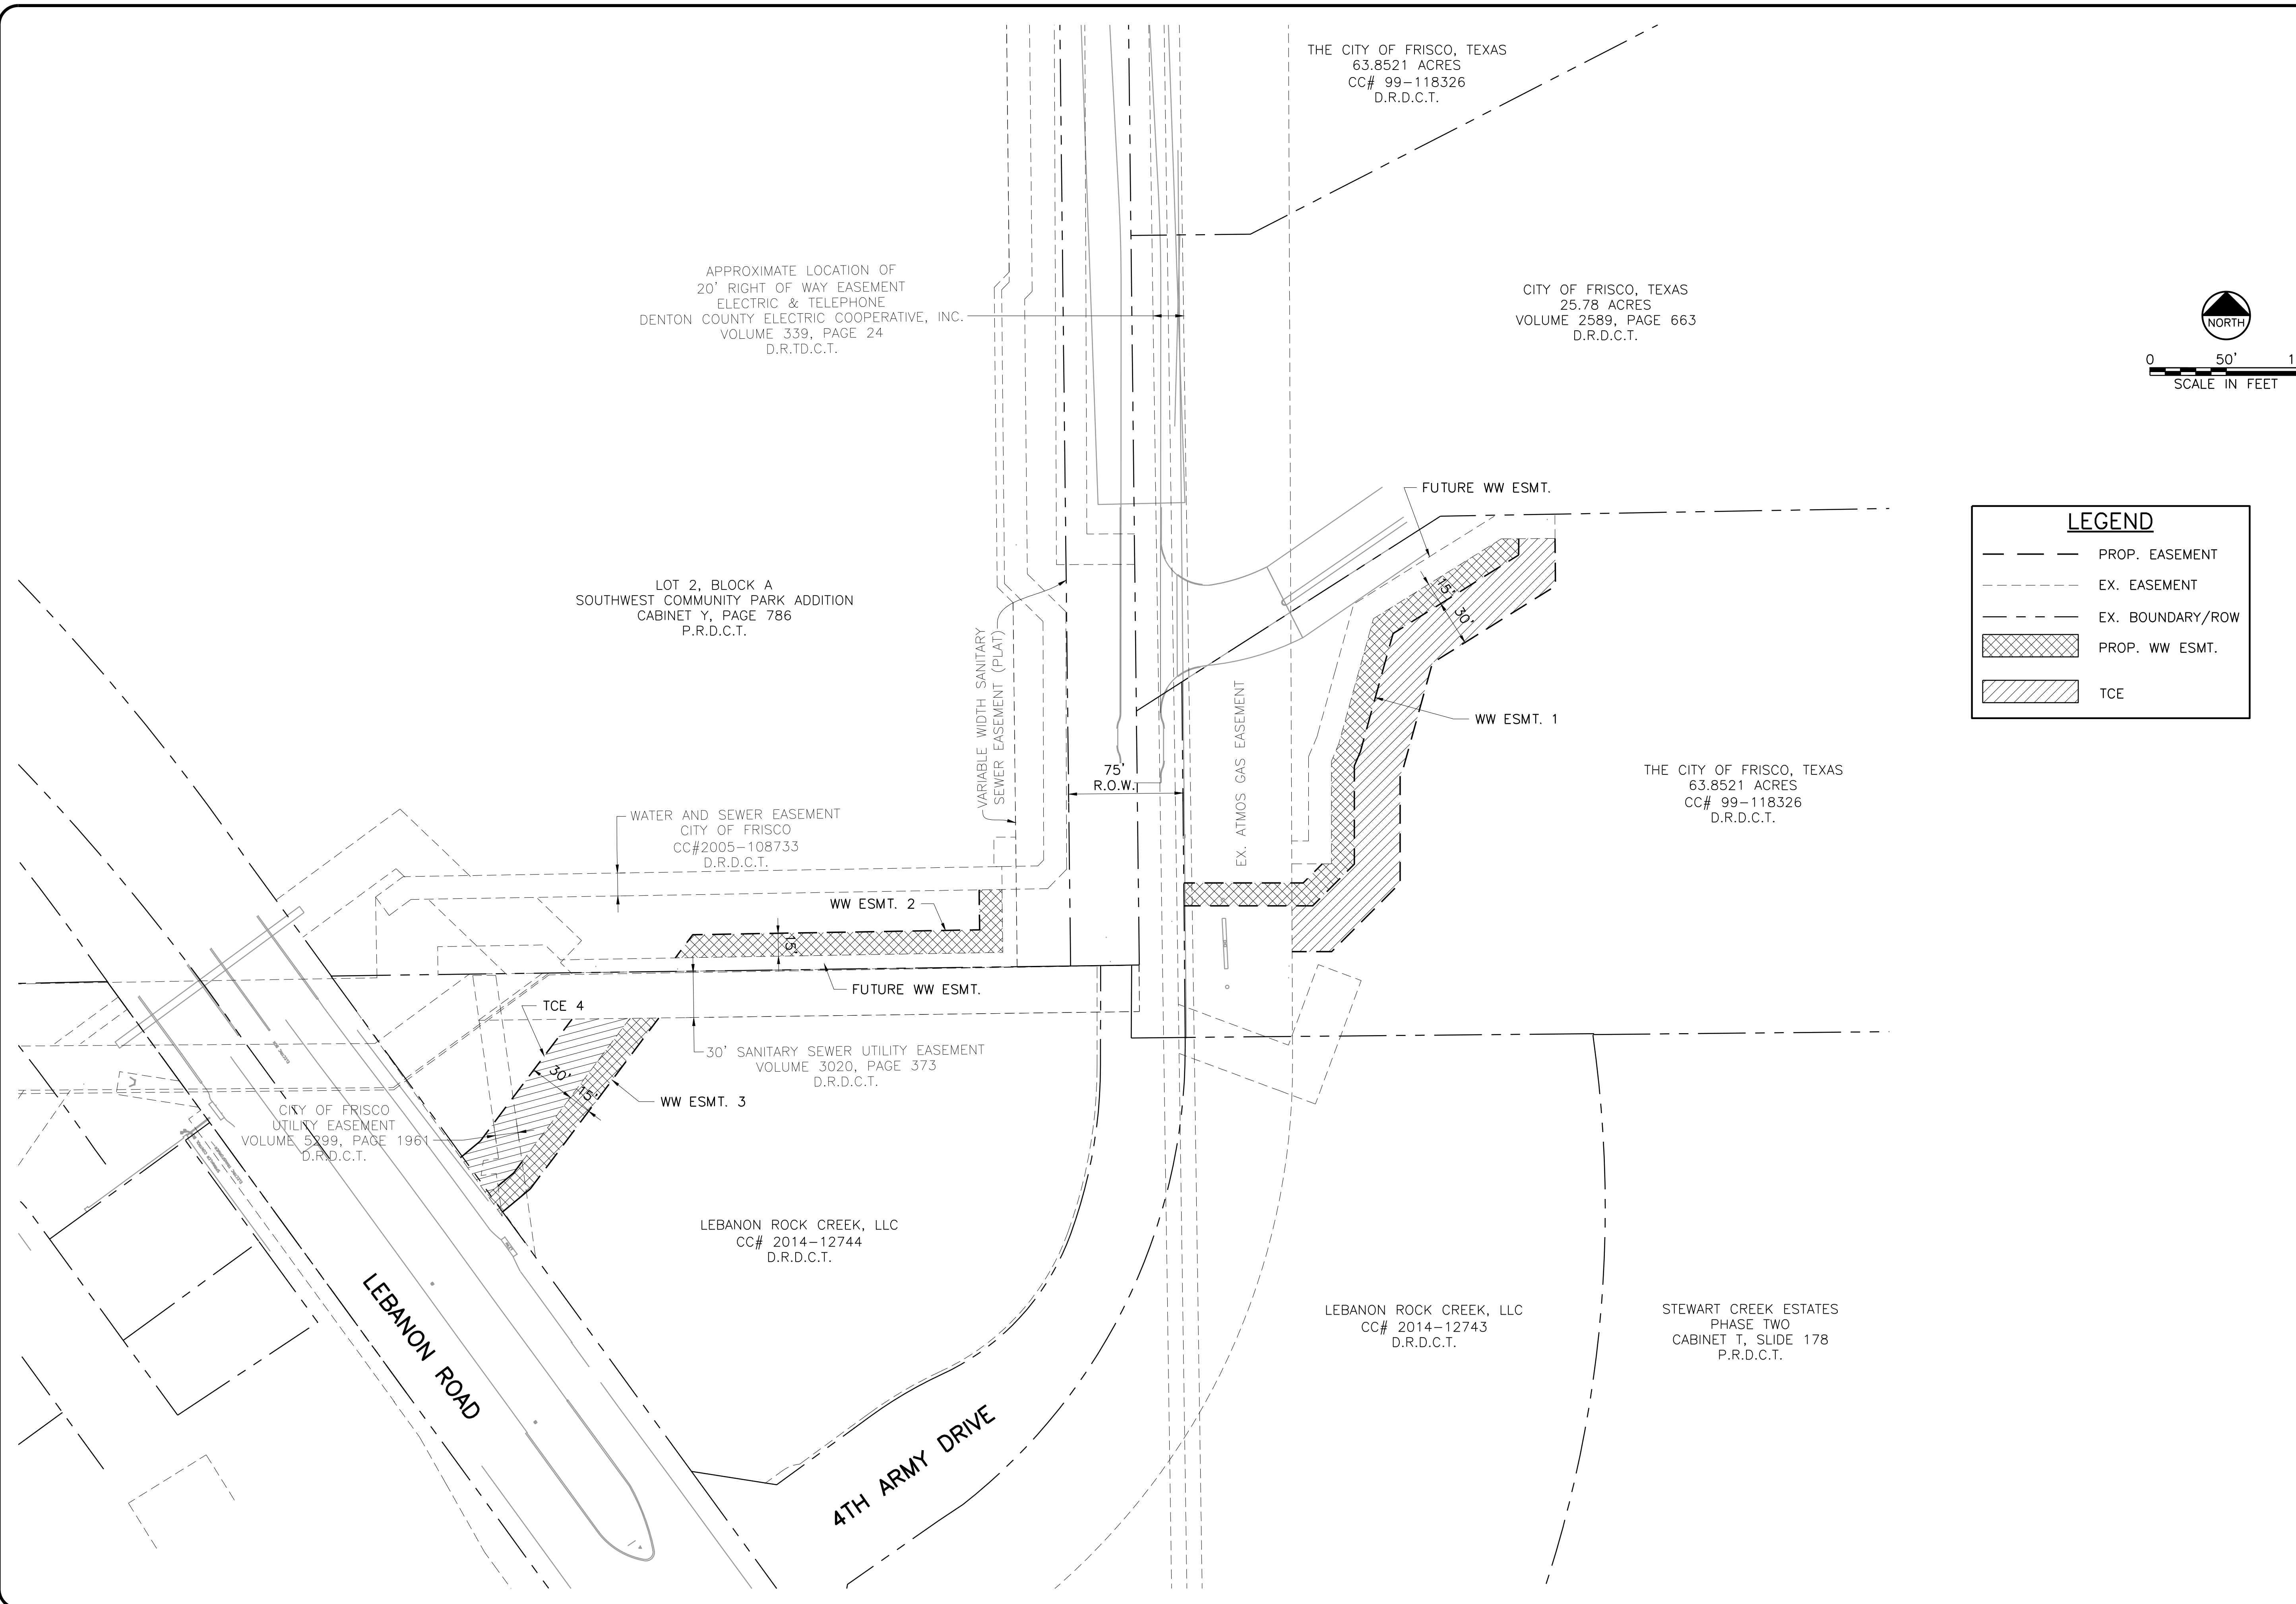 THE CITY OF FRISCO, TEXAS
63.8521 ACRES
CC# 99-118326
D.R.D.C.T.
APPROXIMATE LOCATION OF
20' RIGHT OF WAY EASEMENT
ELECTRIC & TELEPHONE
DENTON COUNTY ELECTRIC COOPERATIVE, INC.
VOLUME 339, PAGE 24
D.R.TD.C.T.
CITY OF FRISCO, TEXAS
25.78 ACRES
VOLUME 2589, PAGE 663
D.R.D.C.T.
NORTH
0 50' 1
SCALE IN FEET
FUTURE WW ESMT.
LEGEND
PROP. EASEMENT
EX. EASEMENT
EX. BOUNDARY/ROW
PROP. WW ESMT.
TCE
LOT 2, BLOCK A
SOUTHWEST COMMUNITY PARK ADDITION
CABINET Y, PAGE 786
P.R.D.C.T.
15'
30'
VARIABLE WIDTH SANITARY
SEWER EASEMENT (PLAT)
EX. ATMOS GAS EASEMENT
WW ESMT. 1
75'
R.O.W.
THE CITY OF FRISCO, TEXAS
63.8521 ACRES
CC# 99-118326
D.R.D.C.T.
WATER AND SEWER EASEMENT
CITY OF FRISCO
CC#2005-108733
D.R.D.C.T.
WW ESMT. 2
15'
FUTURE WW ESMT.
TCE 4
30' SANITARY SEWER UTILITY EASEMENT
VOLUME 3020, PAGE 373
D.R.D.C.T.
30'
15'
WW ESMT. 3
CITY OF FRISCO
UTILITY EASEMENT
VOLUME 5299, PAGE 1961
D.R.D.C.T.
LEBANON ROCK CREEK, LLC
CC# 2014-12744
D.R.D.C.T.
LEBANON ROAD
4TH ARMY DRIVE
LEBANON ROCK CREEK, LLC
CC# 2014-12743
D.R.D.C.T.
STEWART CREEK ESTATES
PHASE TWO
CABINET T, SLIDE 178
P.R.D.C.T.